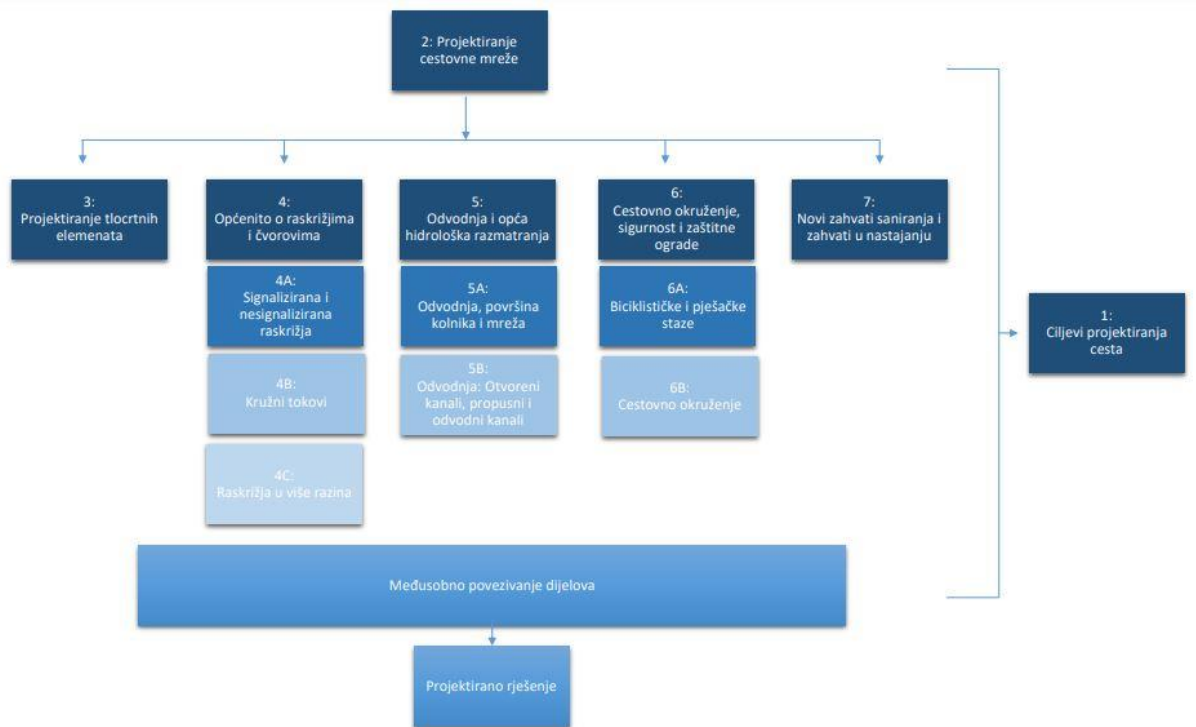 2: Projektiranje
cestovne mreže
3:
Projektiranje tlocrtnih
elemenata
4:
Općenito o raskrižjima
i čvorovima
5:
Odvodnja i opća
hidrološka razmatranja
6:
Cestovno okruženje,
sigurnost i zaštitne
ograde
7:
Novi zahvati saniranja i
zahvati u nastajanju
4A:
Signalizirana i
nesignalizirana
raskrižja
5A:
Odvodnja, površina
kolnika i mreža
6A:
Biciklističke i pješačke
staze
1:
Ciljevi projektiranja
cesta
4B:
Kružni tokovi
5B:
Odvodnja: Otvoreni
kanali, propusni i
odvodni kanali
6B:
Cestovno okruženje
4C:
Raskrižja u više razina
Međusobno povezivanje dijelova
Projektirano rješenje